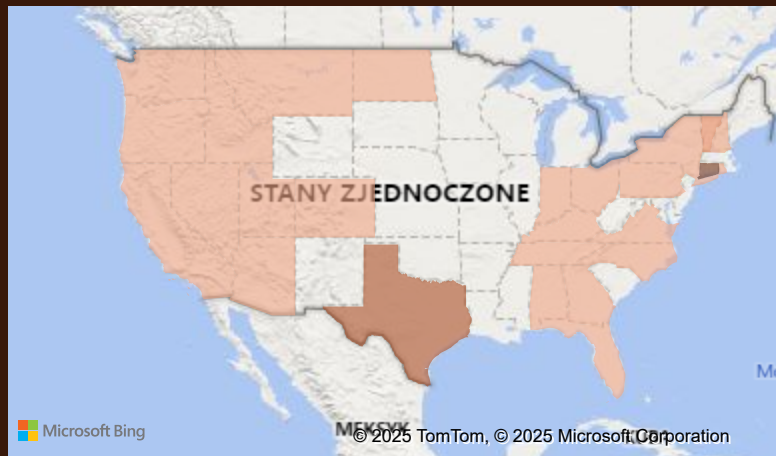 STANY ZJEDNOCZONE
Microsoft Bing
MEKSYK
© 2025 TomTom, © 2025 Microsoft Corporation